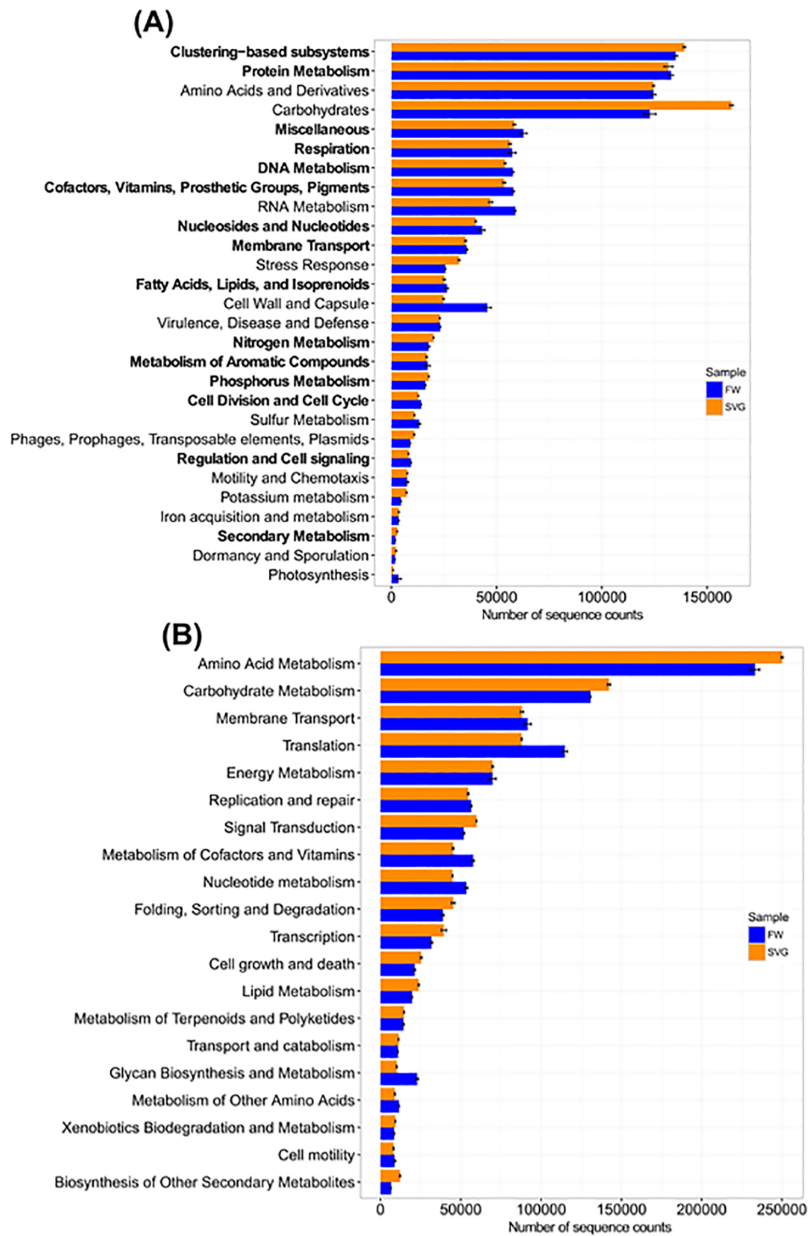 (A)
Clustering−based subsystems
Protein Metabolism
Amino Acids and Derivatives
Carbohydrates
Miscellaneous
Respiration
DNA Metabolism
Cofactors, Vitamins, Prosthetic Groups, Pigments
RNA Metabolism
Nucleosides and Nucleotides
Membrane Transport
Stress Response
Fatty Acids, Lipids, and Isoprenoids
Cell Wall and Capsule
Virulence, Disease and Defense
Nitrogen Metabolism
Metabolism of Aromatic Compounds
Phosphorus Metabolism
Cell Division and Cell Cycle
Sulfur Metabolism
Phages, Prophages, Transposable elements, Plasmids
Regulation and Cell signaling
Motility and Chemotaxis
Potassium metabolism
Iron acquisition and metabolism
Secondary Metabolism
Dormancy and Sporulation
Photosynthesis
Sample
FW
SVG
0 50000 100000 150000
Number of sequence counts
(B)
Amino Acid Metabolism
Carbohydrate Metabolism
Membrane Transport
Translation
Energy Metabolism
Replication and repair
Signal Transduction
Metabolism of Cofactors and Vitamins
Nucleotide metabolism
Folding, Sorting and Degradation
Transcription
Cell growth and death
Lipid Metabolism
Metabolism of Terpenoids and Polyketides
Transport and catabolism
Glycan Biosynthesis and Metabolism
Metabolism of Other Amino Acids
Xenobiotics Biodegradation and Metabolism
Cell motility
Biosynthesis of Other Secondary Metabolites
Sample
FW
SVG
0 50000 100000 150000 200000 250000
Number of sequence counts